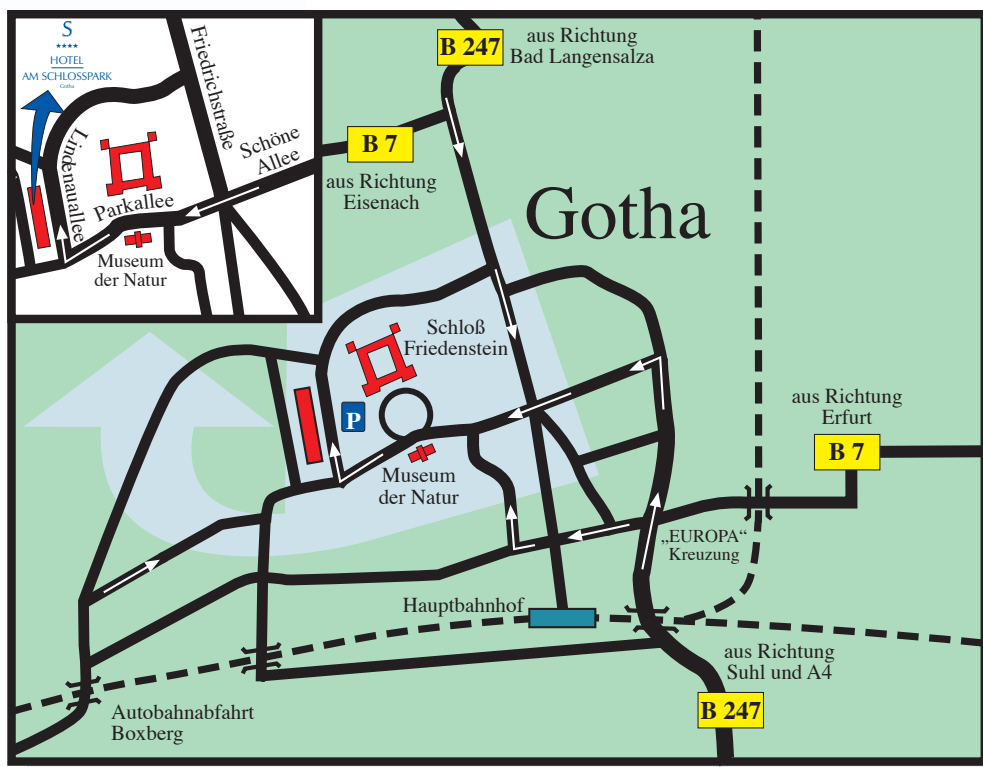 S
****
HOTEL
AM SCHLOSSPARK
Gotha
Friedrichstraße
Schöne
Allee
Lindenauallee
Parkallee
Museum
der Natur
B 247
aus Richtung
Bad Langensalza
B 7
aus Richtung
Eisenach
Gotha
Schloß
Friedenstein
P
Museum
der Natur
aus Richtung
Erfurt
B 7
„EUROPA“
Kreuzung
Hauptbahnhof
aus Richtung
Suhl und A4
B 247
Autobahnabfahrt
Boxberg